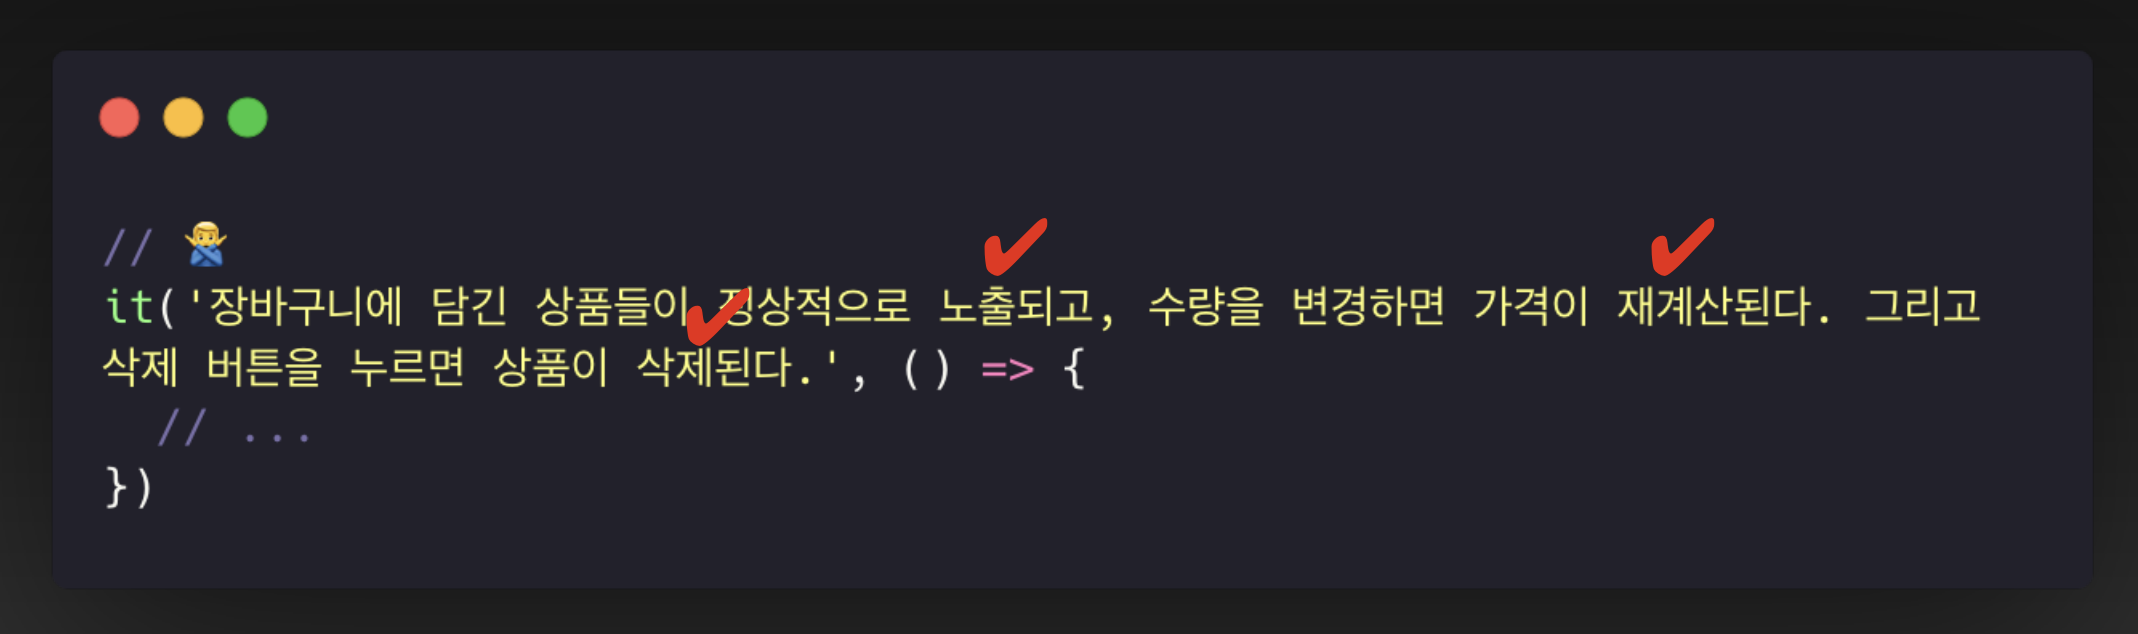 // 🙅‍♂️
it('장바구니에 담긴 상품들이 정상적으로 노출되고, 수량을 변경하면 가격이 재계산된다. 그리고
삭제 버튼을 누르면 상품이 삭제된다.', () => {
// ...
})